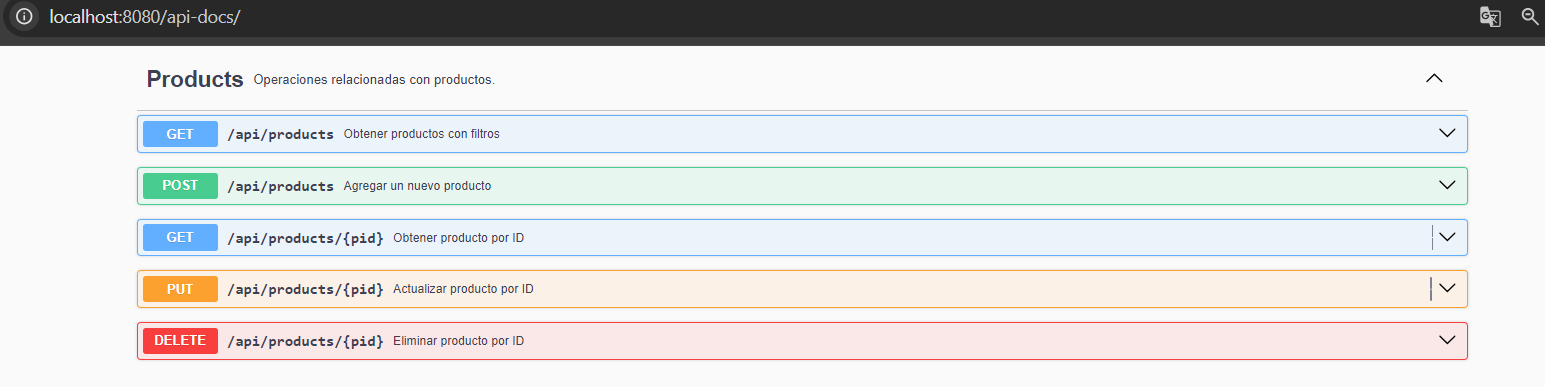 localhost:8080/api-docs/
Products Operaciones relacionadas con productos.
GET /api/products Obtener productos con filtros
POST /api/products Agregar un nuevo producto
GET /api/products/{pid} Obtener producto por ID
PUT /api/products/{pid} Actualizar producto por ID
DELETE /api/products/{pid} Eliminar producto por ID